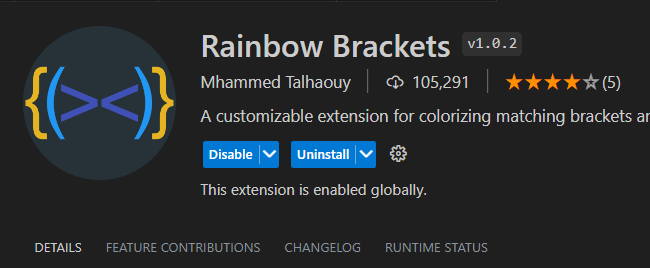 Rainbow Brackets v1.0.2
Mhammed Talhaouy 105,291 (5)
A customizable extension for colorizing matching brackets
Disable Uninstall
This extension is enabled globally.
DETAILS FEATURE CONTRIBUTIONS CHANGELOG RUNTIME STATUS